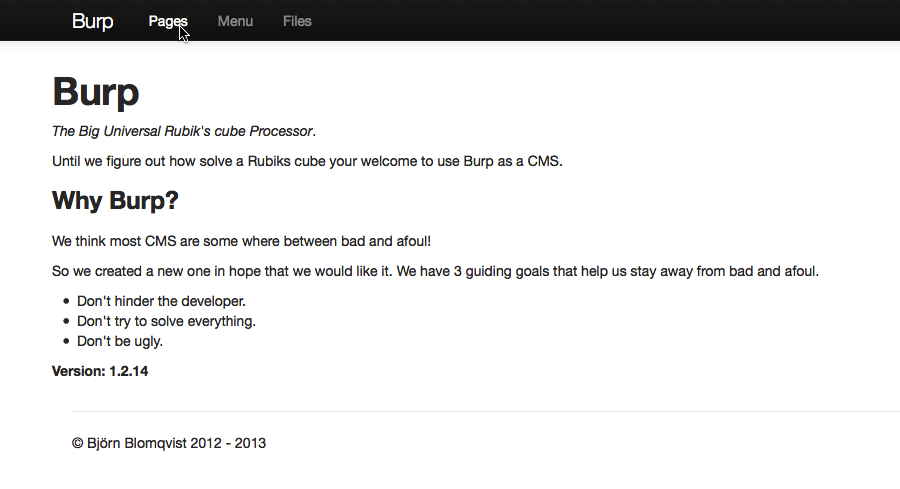 Burp Pages Menu Files
Burp
The Big Universal Rubik's cube Processor.
Until we figure out how solve a Rubiks cube your welcome to use Burp as a CMS.
Why Burp?
We think most CMS are some where between bad and afoul!
So we created a new one in hope that we would like it. We have 3 guiding goals that help us stay away from bad and afoul.
• Don't hinder the developer.
• Don't try to solve everything.
• Don't be ugly.
Version: 1.2.14
© Björn Blomqvist 2012 - 2013